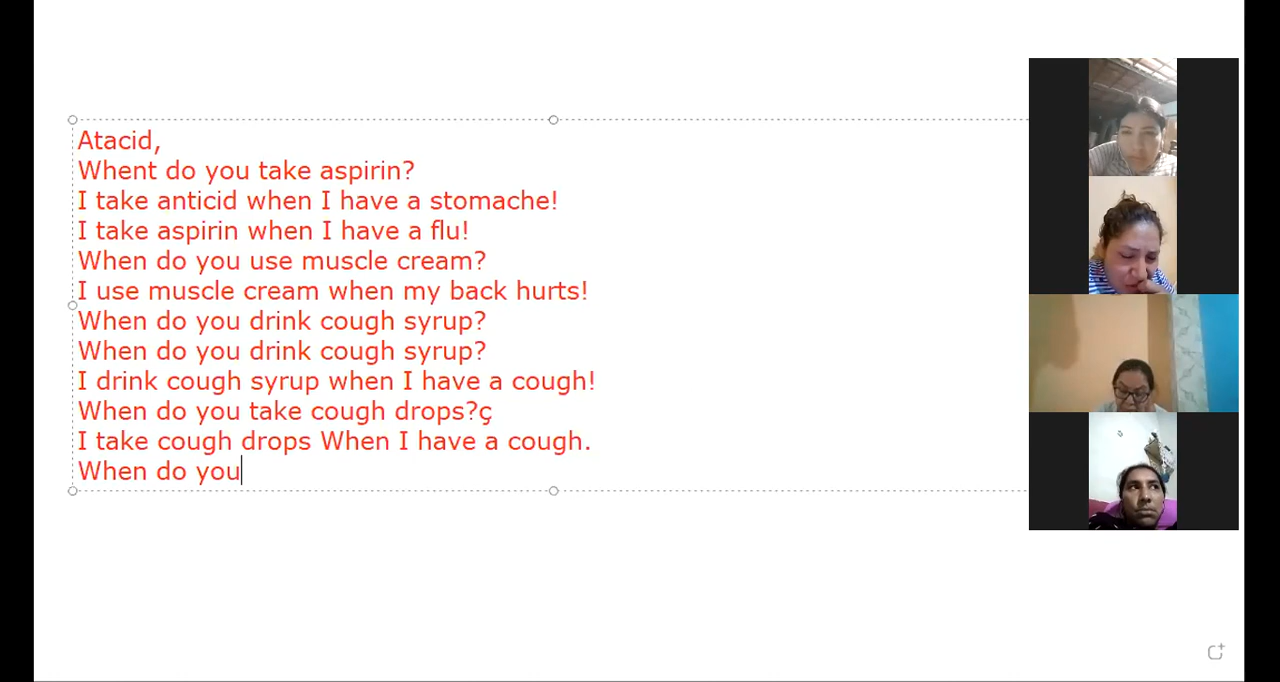 Atacid,
Whent do you take aspirin?
I take anticid when I have a stomache!
I take aspirin when I have a flu!
When do you use muscle cream?
I use muscle cream when my back hurts!
When do you drink cough syrup?
When do you drink cough syrup?
I drink cough syrup when I have a cough!
When do you take cough drops?ç
I take cough drops When I have a cough.
When do you